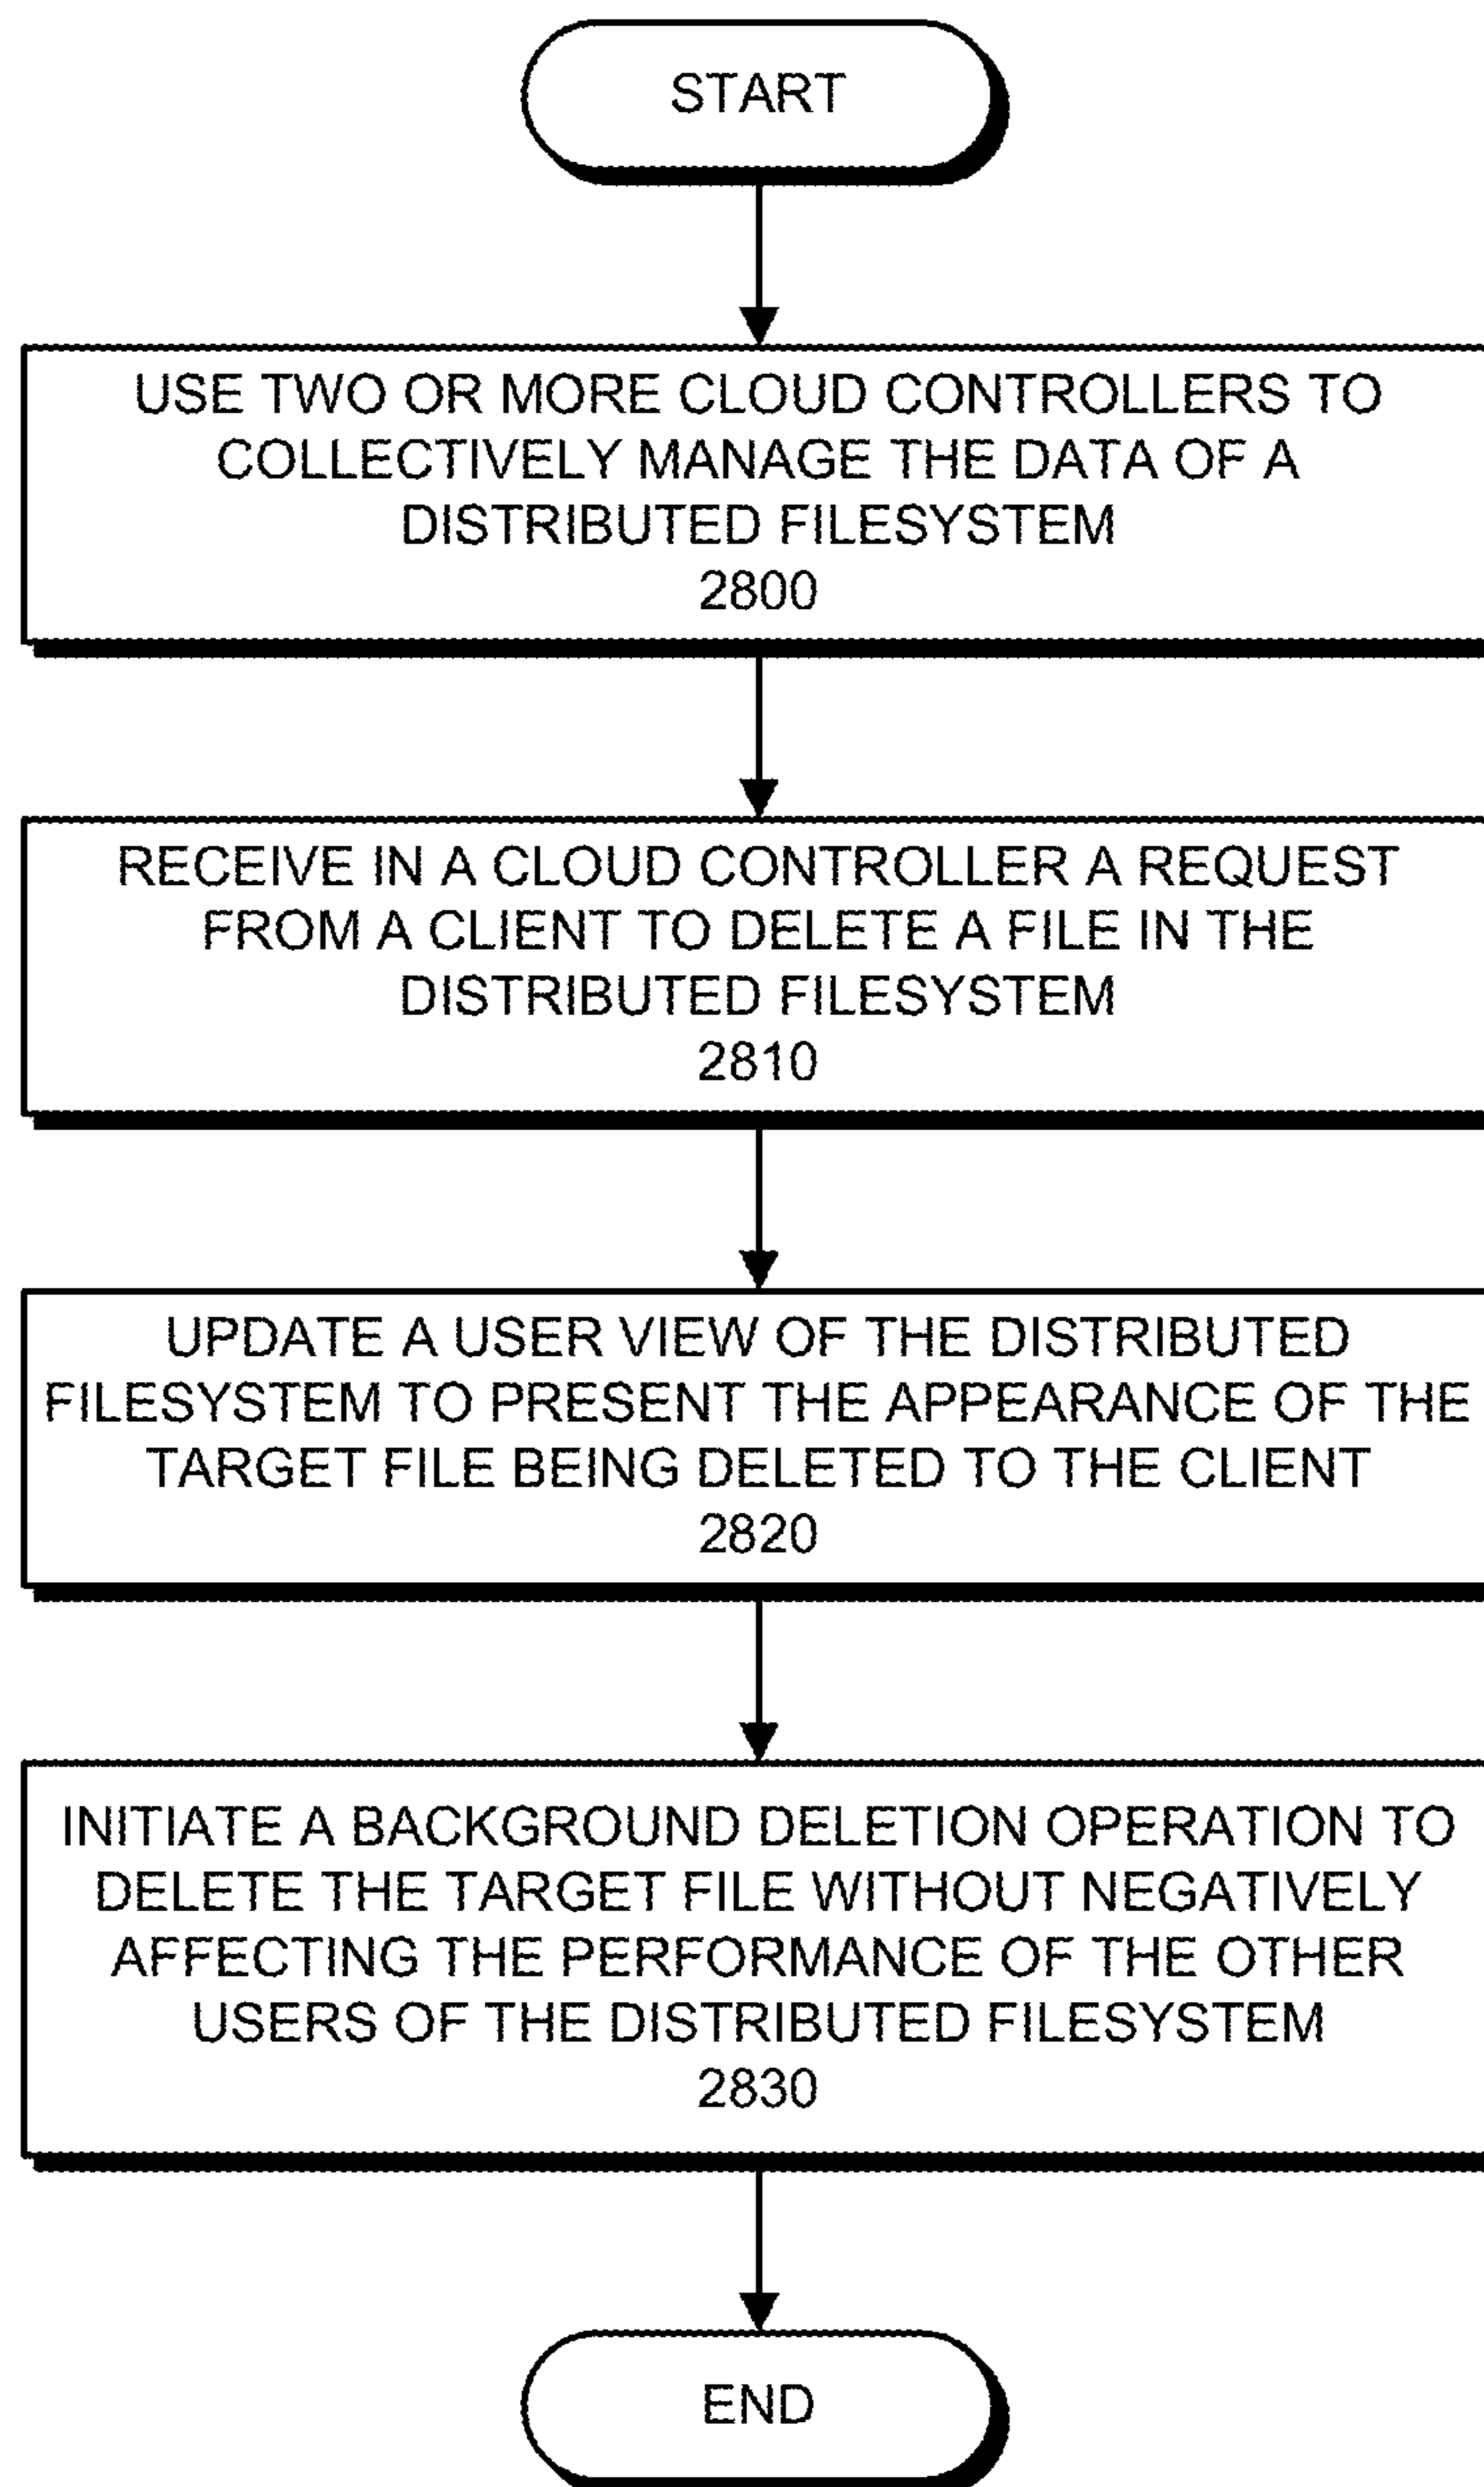 START
USE TWO OR MORE CLOUD CONTROLLERS TO
COLLECTIVELY MANAGE THE DATA OF A
DISTRIBUTED FILESYSTEM
2800
RECEIVE IN A CLOUD CONTROLLER A REQUEST
FROM A CLIENT TO DELETE A FILE IN THE
DISTRIBUTED FILESYSTEM
2810
UPDATE A USER VIEW OF THE DISTRIBUTED
FILESYSTEM TO PRESENT THE APPEARANCE OF THE
TARGET FILE BEING DELETED TO THE CLIENT
2820
INITIATE A BACKGROUND DELETION OPERATION TO
DELETE THE TARGET FILE WITHOUT NEGATIVELY
AFFECTING THE PERFORMANCE OF THE OTHER
USERS OF THE DISTRIBUTED FILESYSTEM
2830
END